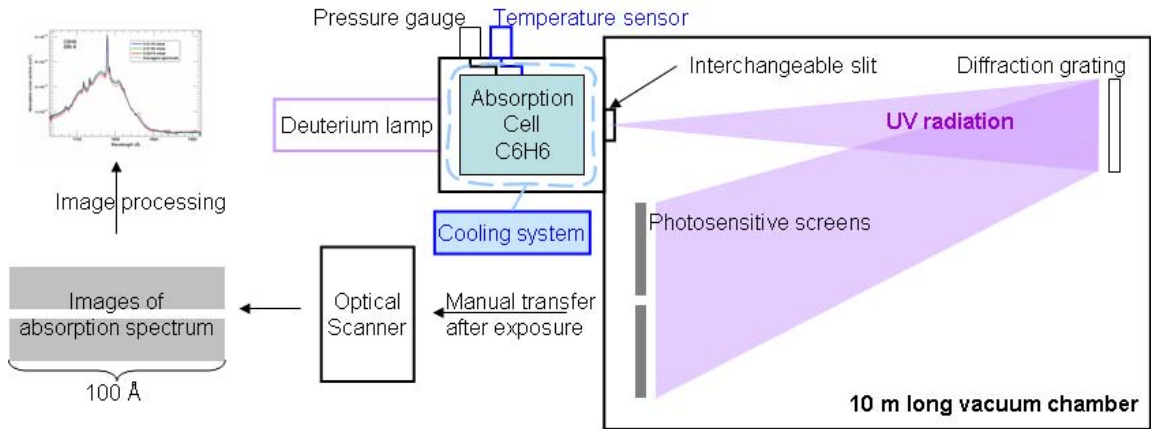 Pressure gauge
Temperature sensor
Interchangeable slit
Diffraction grating
Deuterium lamp
Absorption
Cell
C6H6
UV radiation
Image processing
Cooling system
Photosensitive screens
Images of
absorption spectrum
Optical
Scanner
Manual transfer
after exposure
100 Å
10 m long vacuum chamber